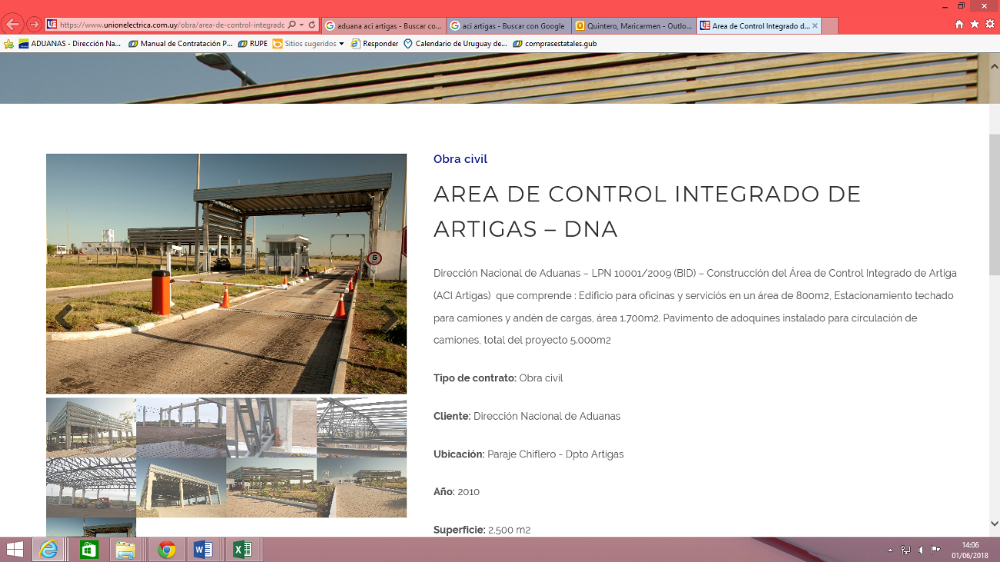 https://www.unionelectrica.com.uy/obra/area-de-control-integradc
aduana aci artigas - Buscar co...
aci artigas - Buscar con Google
Quintero, Maricarmen - Outlo...
Area de Control Integrado d...
ADUANAS - Dirección Na...
Manual de Contratación P...
RUPE
Sitios sugeridos
Responder
Calendario de Uruguay de...
comprasestatales.gub
Obra civil
AREA DE CONTROL INTEGRADO DE
ARTIGAS – DNA
Dirección Nacional de Aduanas – LPN 10001/2009 (BID) – Construcción del Área de Control Integrado de Artiga
(ACI Artigas) que comprende : Edificio para oficinas y serviciós en un área de 800m2, Estacionamiento techado
para camiones y andén de cargas, área 1.700m2. Pavimento de adoquines instalado para circulación de
camiones, total del proyecto 5.000m2
Tipo de contrato: Obra civil
Cliente: Dirección Nacional de Aduanas
Ubicación: Paraje Chiflero - Dpto Artigas
Año: 2010
Superficie: 2.500 m2
5
14:06
01/06/2018